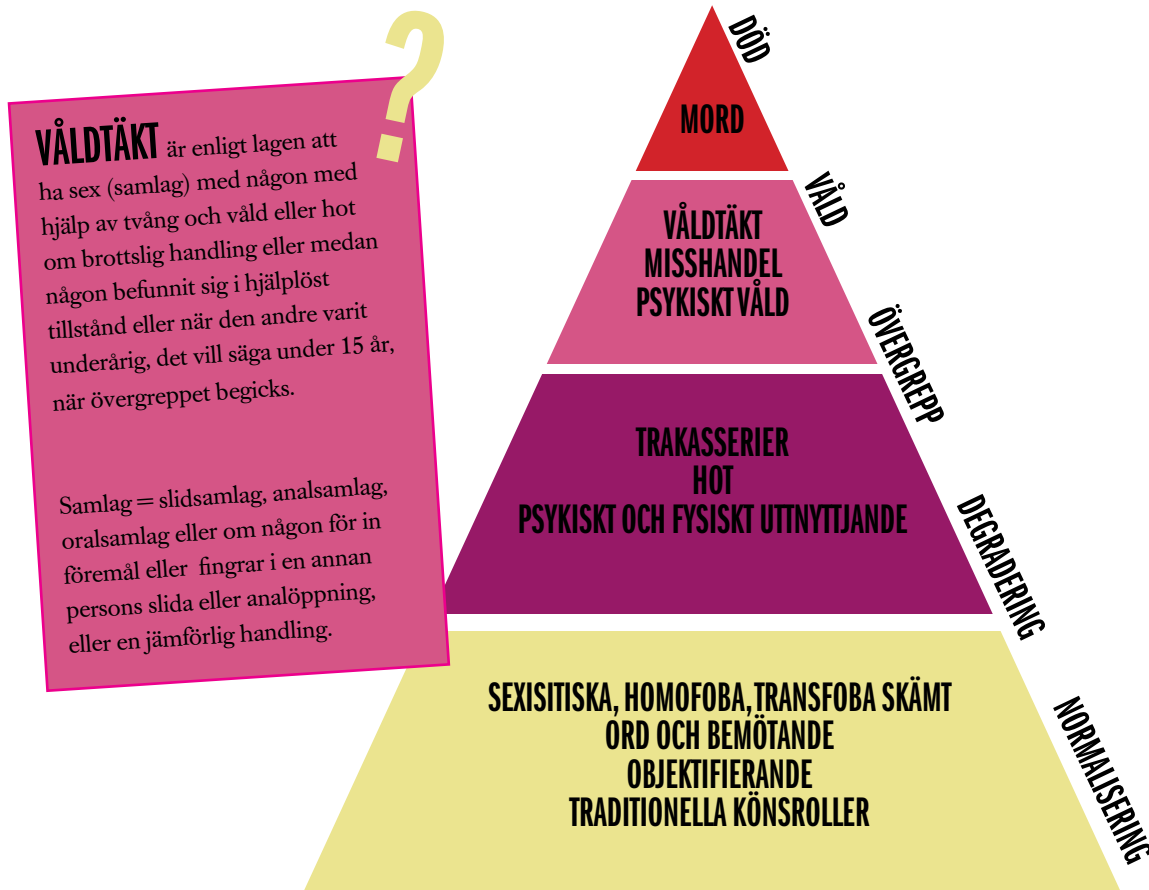 ?
VÅLDTÄKT är enligt lagen att
ha sex (samlag) med någon med
hjälp av tvång och våld eller hot
om brottslig handling eller medan
någon befunnit sig i hjälplöst
tillstånd eller när den andre varit
underårig, det vill säga under 15 år,
när övergreppet begicks.
Samlag = slidsamlag, analsamlag,
oralsamlag eller om någon för in
föremål eller fingrar i en annan
persons slida eller analöppning,
eller en jämförlig handling.
DÖD
MORD
VÅLD
VÅLDTÄKT
MISSHANDEL
PSYKISKT VÅLD
ÖVERGREPP
TRAKASSERIER
HOT
PSYKISKT OCH FYSISKT UTTNYTTJANDE
DEGRADERING
SEXISITISKA, HOMOFOBA, TRANSFOBA SKÄMT
ORD OCH BEMÖTANDE
OBJEKTIFIERANDE
TRADITIONELLA KÖNSROLLER
NORMALISERING